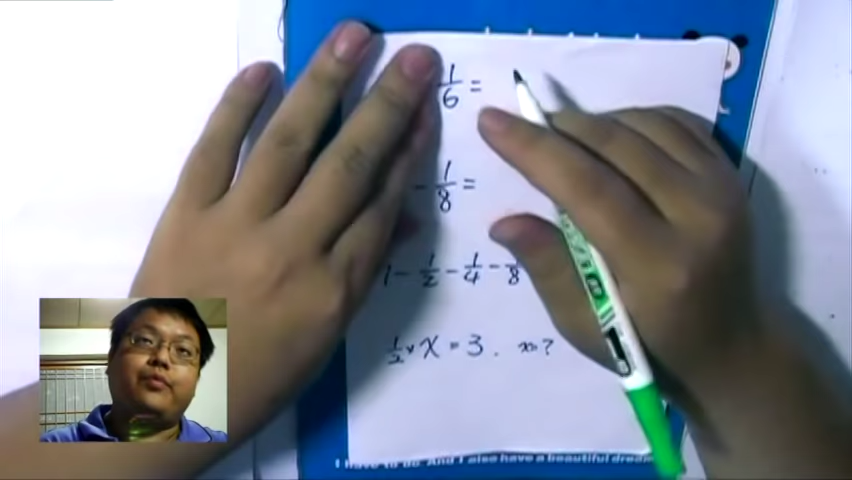 1/6 =
- 1/8 =
1 - 1/2 - 1/4 - 1/8
1/2 × x = 3 . x = ?
I have to do. And I also have a beautiful dream